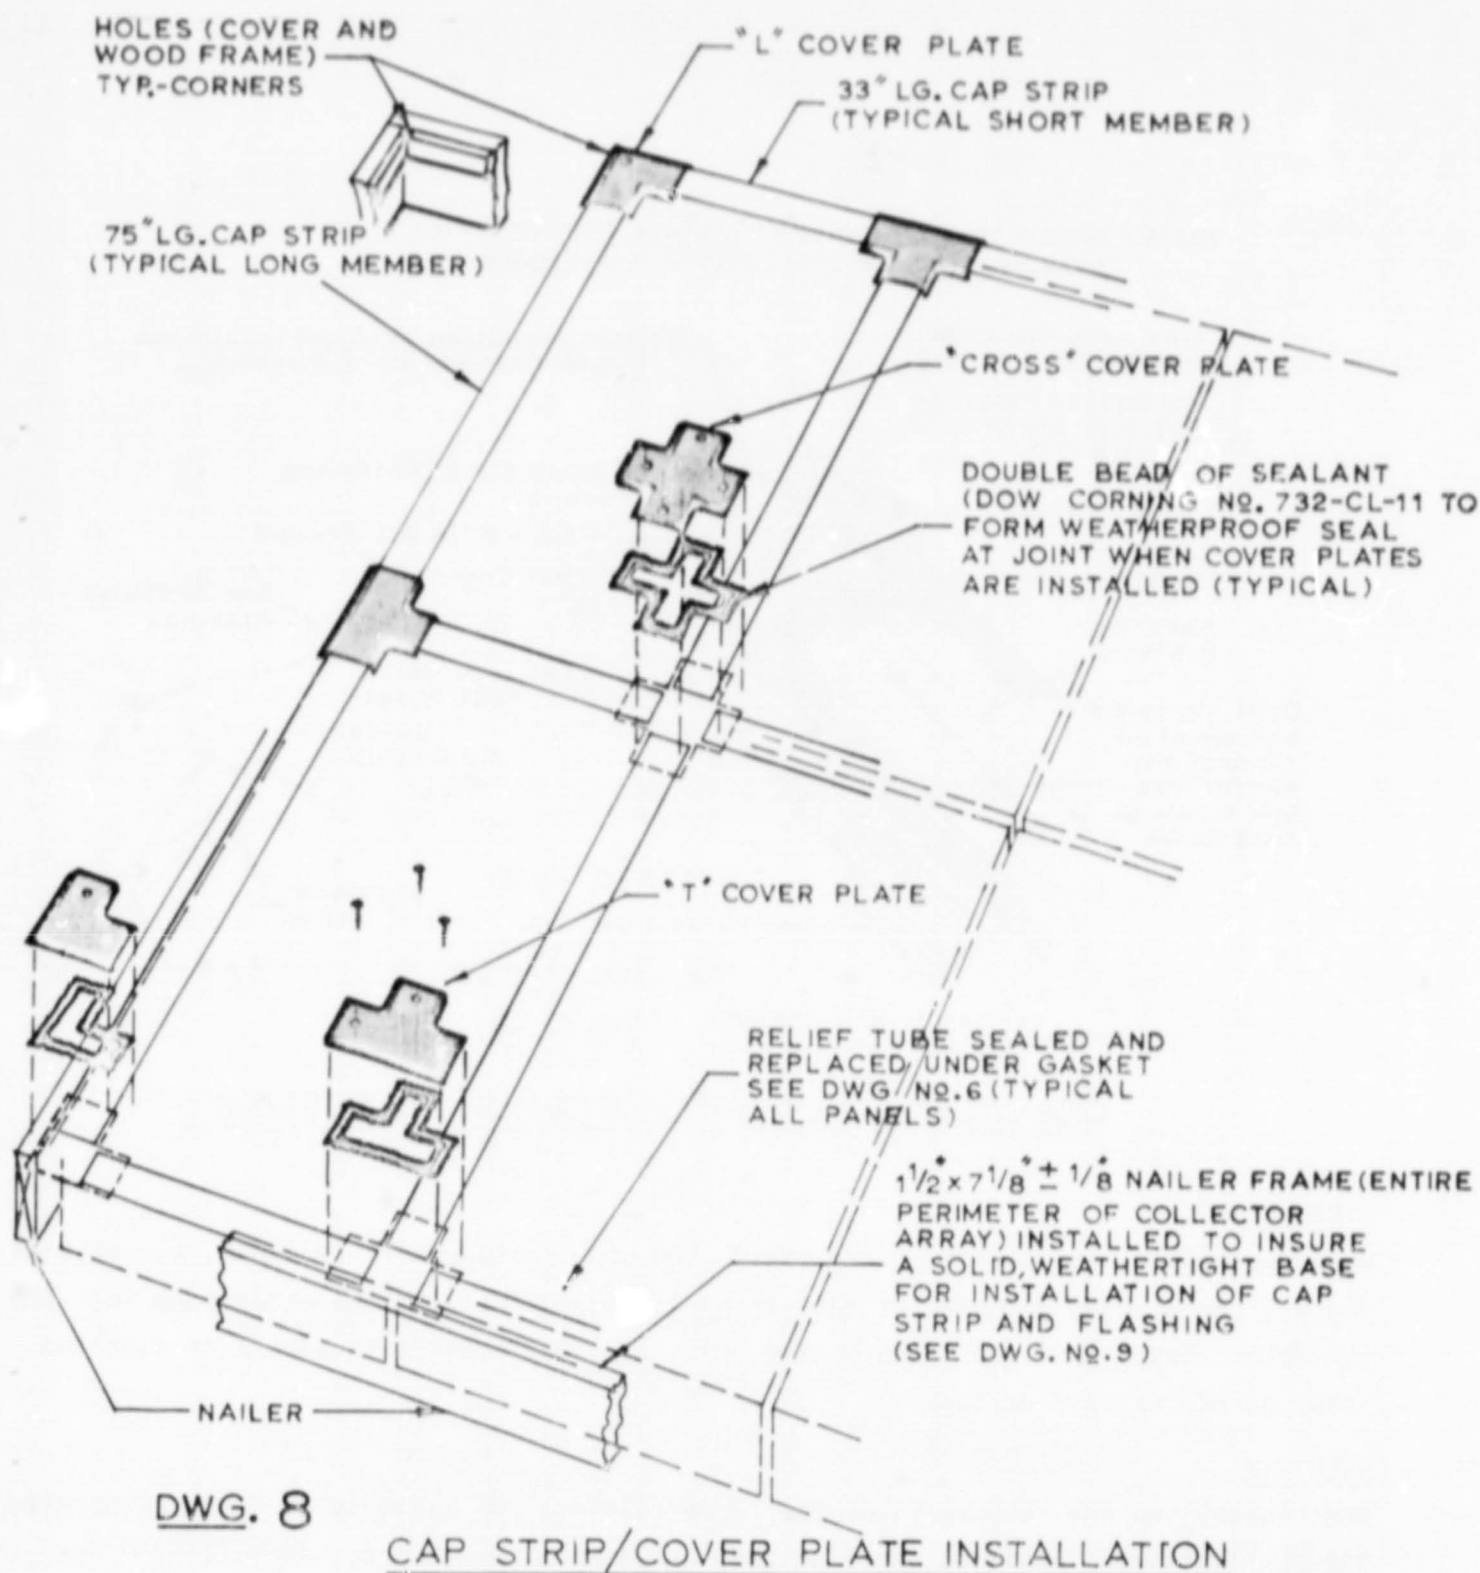 HOLES (COVER AND
WOOD FRAME)
TYP.-CORNERS
"L" COVER PLATE
33" LG. CAP STRIP
(TYPICAL SHORT MEMBER)
75" LG. CAP STRIP
(TYPICAL LONG MEMBER)
"CROSS" COVER PLATE
DOUBLE BEAD OF SEALANT
(DOW CORNING Nº. 732-CL-11 TO
FORM WEATHERPROOF SEAL
AT JOINT WHEN COVER PLATES
ARE INSTALLED (TYPICAL)
"T" COVER PLATE
RELIEF TUBE SEALED AND
REPLACED UNDER GASKET
SEE DWG Nº.6 (TYPICAL
ALL PANELS)
1 1/2" x 7 1/8" ± 1/8" NAILER FRAME (ENTIRE
PERIMETER OF COLLECTOR
ARRAY) INSTALLED TO INSURE
A SOLID, WEATHERTIGHT BASE
FOR INSTALLATION OF CAP
STRIP AND FLASHING
(SEE DWG. Nº.9)
NAILER
DWG. 8
CAP STRIP/COVER PLATE INSTALLATION